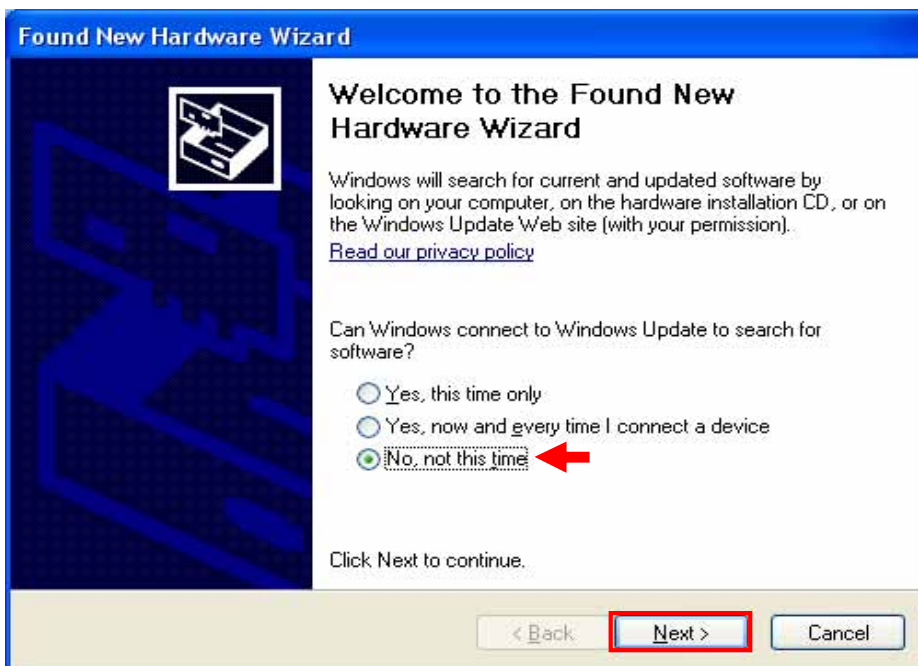 Found New Hardware Wizard
Welcome to the Found New
Hardware Wizard
Windows will search for current and updated software by
looking on your computer, on the hardware installation CD, or on
the Windows Update Web site (with your permission).
Read our privacy policy
Can Windows connect to Windows Update to search for
software?
Yes, this time only
Yes, now and every time I connect a device
No, not this time
Click Next to continue.
< Back Next > Cancel